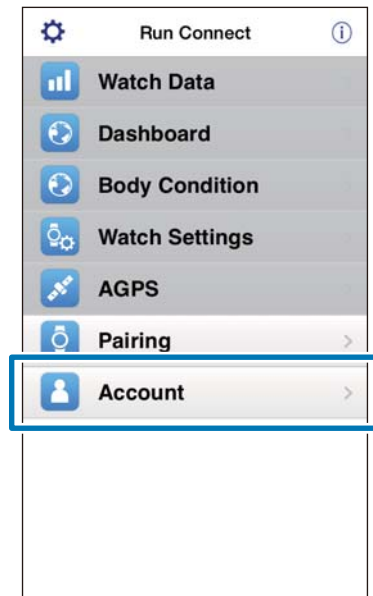 Run Connect
Watch Data
Dashboard
Body Condition
Watch Settings
AGPS
Pairing
Account